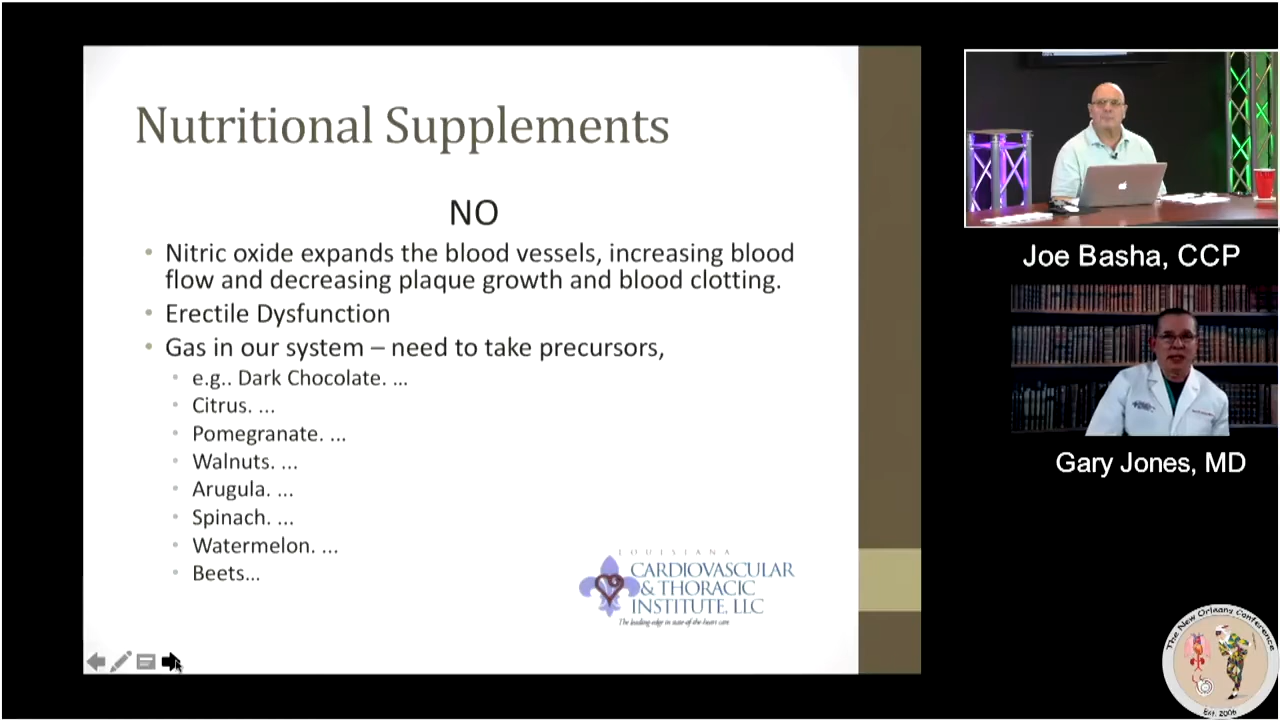 Nutritional Supplements
NO
• Nitric oxide expands the blood vessels, increasing blood
flow and decreasing plaque growth and blood clotting.
• Erectile Dysfunction
• Gas in our system – need to take precursors,
• e.g.. Dark Chocolate. ...
• Citrus. ...
• Pomegranate. ...
• Walnuts. ...
• Arugula. ...
• Spinach. ...
• Watermelon. ...
• Beets...
LOUISIANA
CARDIOVASCULAR
& THORACIC
INSTITUTE, LLC
The leading edge in state of the heart care
Joe Basha, CCP
Gary Jones, MD
The New Orleans Conference
Est. 2006